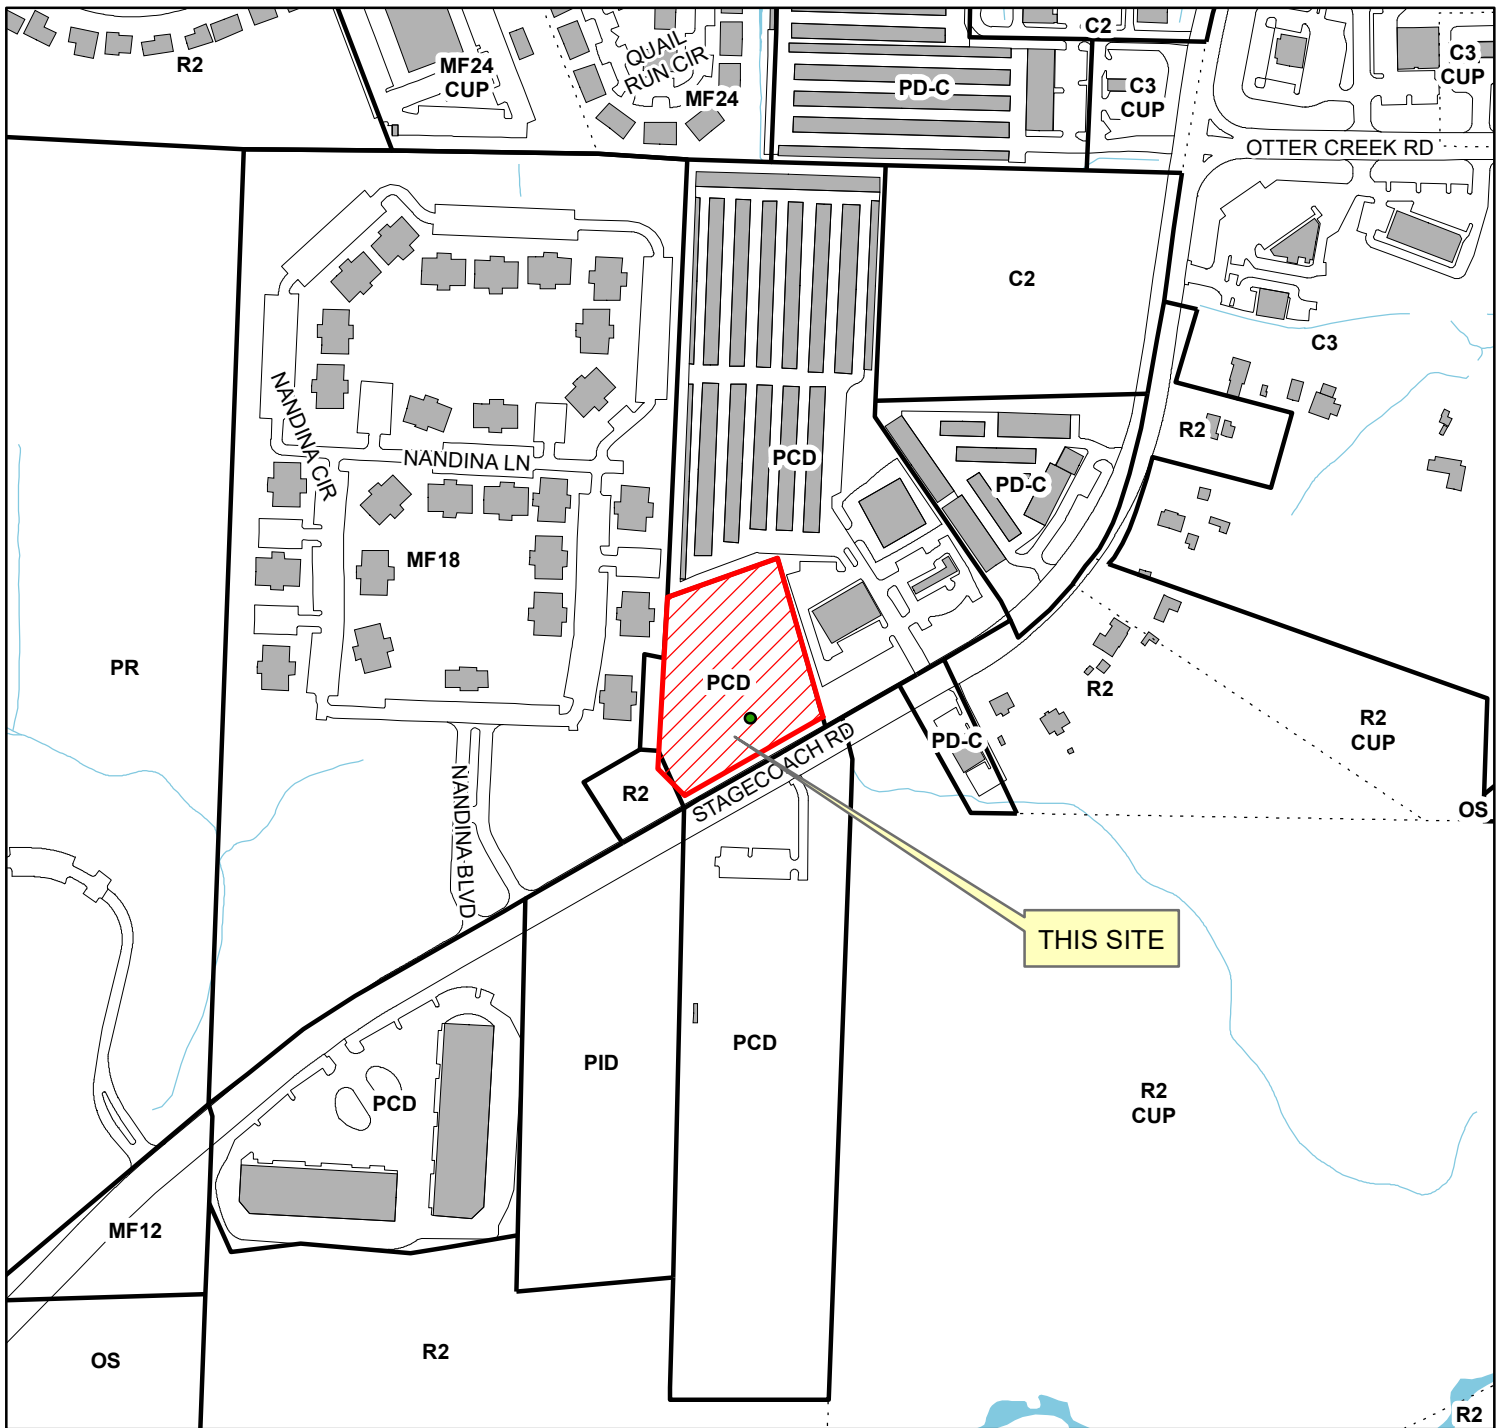 C2
R2
MF24
CUP
QUAIL
RUN CIR
MF24
PD-C
C3
CUP
C3
CUP
OTTER CREEK RD
C2
C3
NANDINA CIR
NANDINA LN
PCD
PD-C
R2
MF18
PR
PCD
R2
R2
CUP
PD-C
STAGECOACH RD
R2
OS
NANDINA BLVD
THIS SITE
PID
PCD
PCD
R2
CUP
MF12
OS
R2
R2